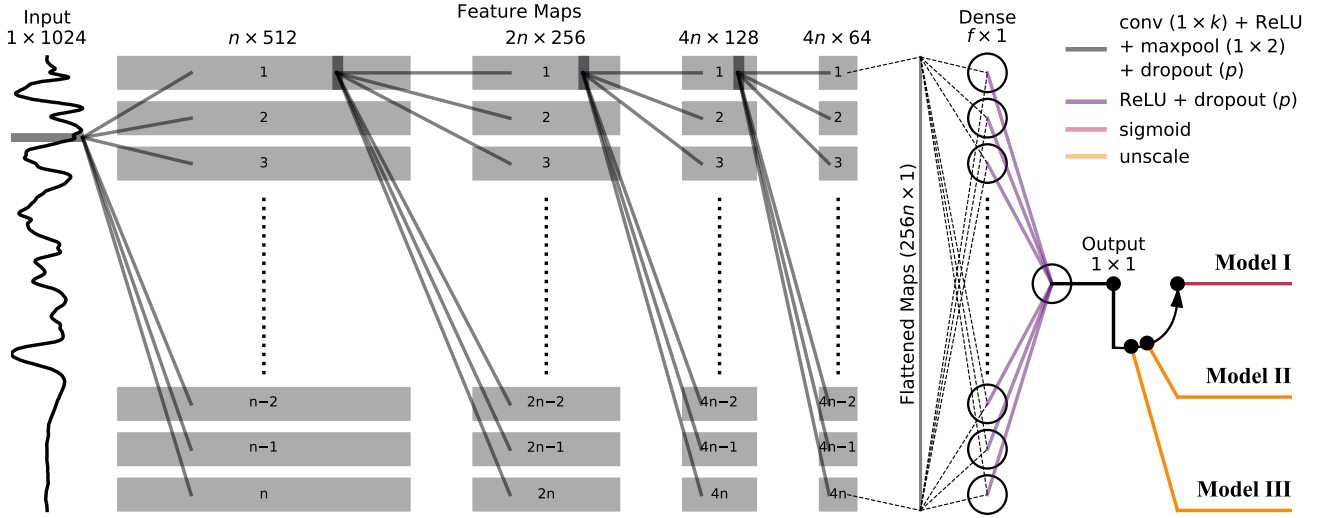 Input
1 × 1024
Feature Maps
n × 512
2n × 256
4n × 128
4n × 64
Dense
f × 1
conv (1 × k) + ReLU
+ maxpool (1 × 2)
+ dropout (p)
ReLU + dropout (p)
sigmoid
unscale
1
2
3
n−2
n−1
n
1
2
3
2n−2
2n−1
2n
1
2
3
4n−2
4n−1
4n
1
2
3
4n−2
4n−1
4n
Flattened Maps (256n × 1)
Output
1 × 1
Model I
Model II
Model III